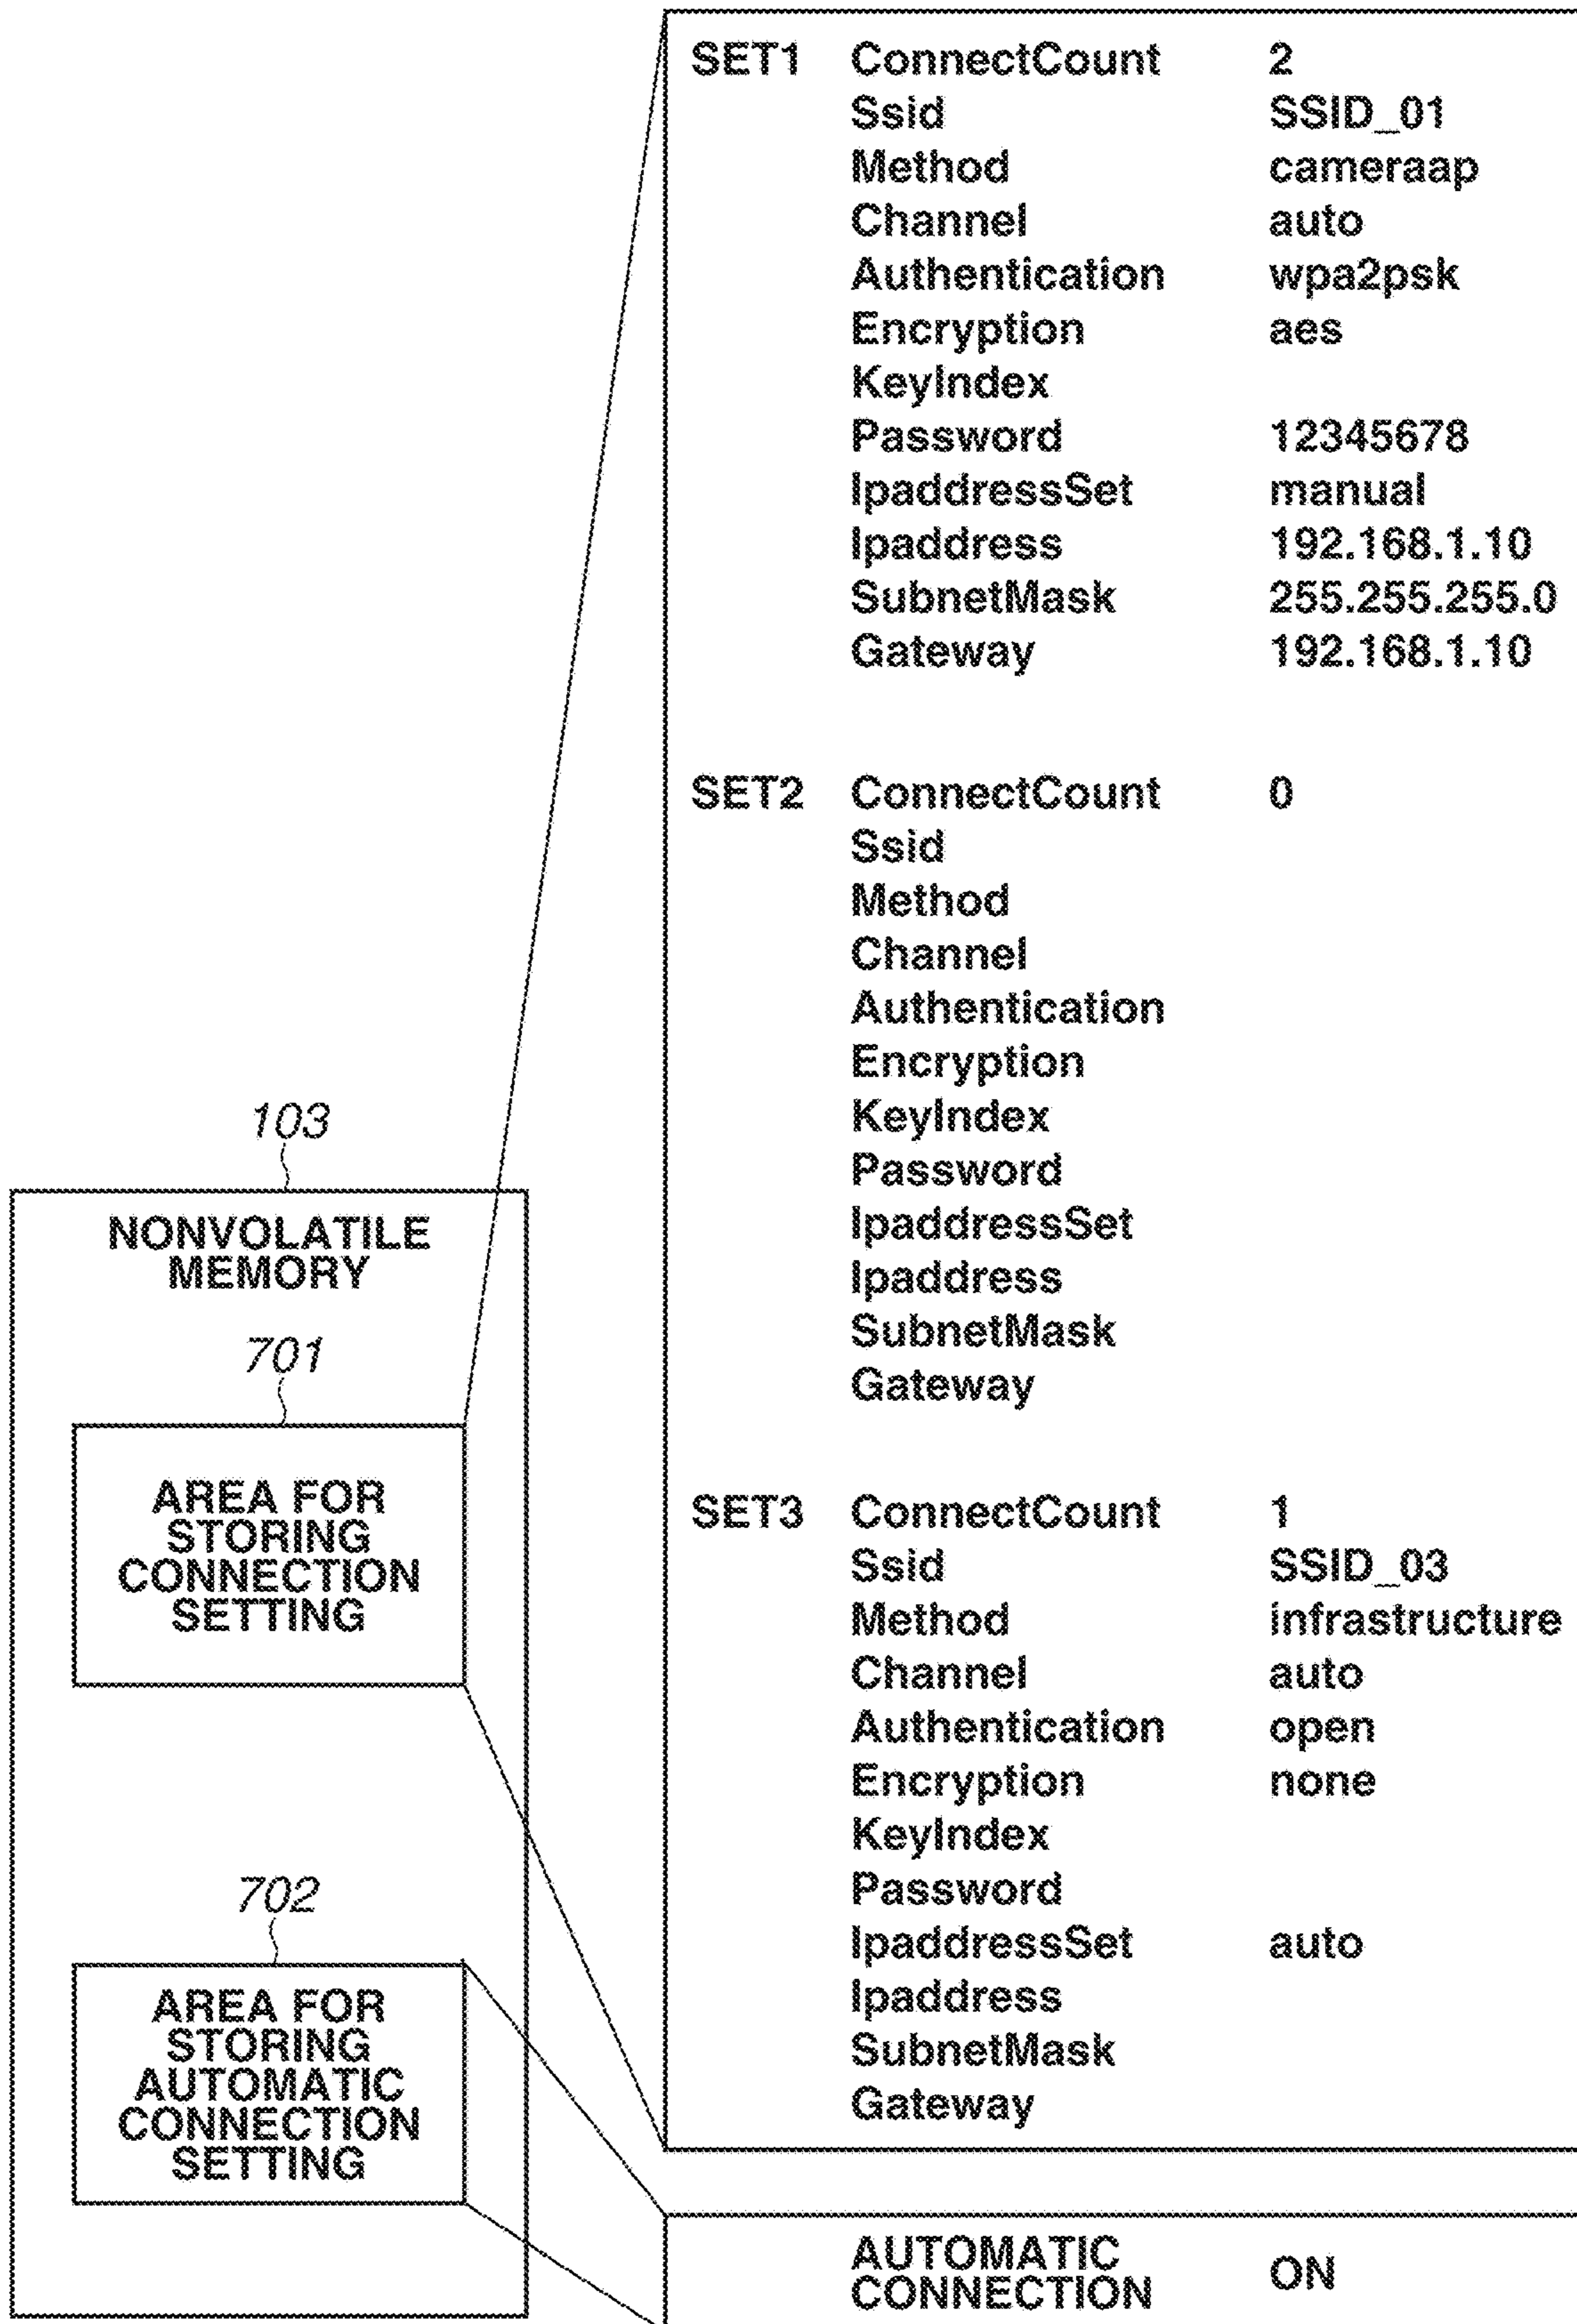 SET1 ConnectCount 2
Ssid SSID_01
Method cameraap
Channel auto
Authentication wpa2psk
Encryption aes
KeyIndex
Password 12345678
IpaddressSet manual
Ipaddress 192.168.1.10
SubnetMask 255.255.255.0
Gateway 192.168.1.10
SET2 ConnectCount 0
Ssid
Method
Channel
Authentication
Encryption
KeyIndex
Password
IpaddressSet
Ipaddress
SubnetMask
Gateway
SET3 ConnectCount 1
Ssid SSID_03
Method infrastructure
Channel auto
Authentication open
Encryption none
KeyIndex
Password
IpaddressSet auto
Ipaddress
SubnetMask
Gateway
103
NONVOLATILE
MEMORY
701
AREA FOR
STORING
CONNECTION
SETTING
702
AREA FOR
STORING
AUTOMATIC
CONNECTION
SETTING
AUTOMATIC
CONNECTION ON